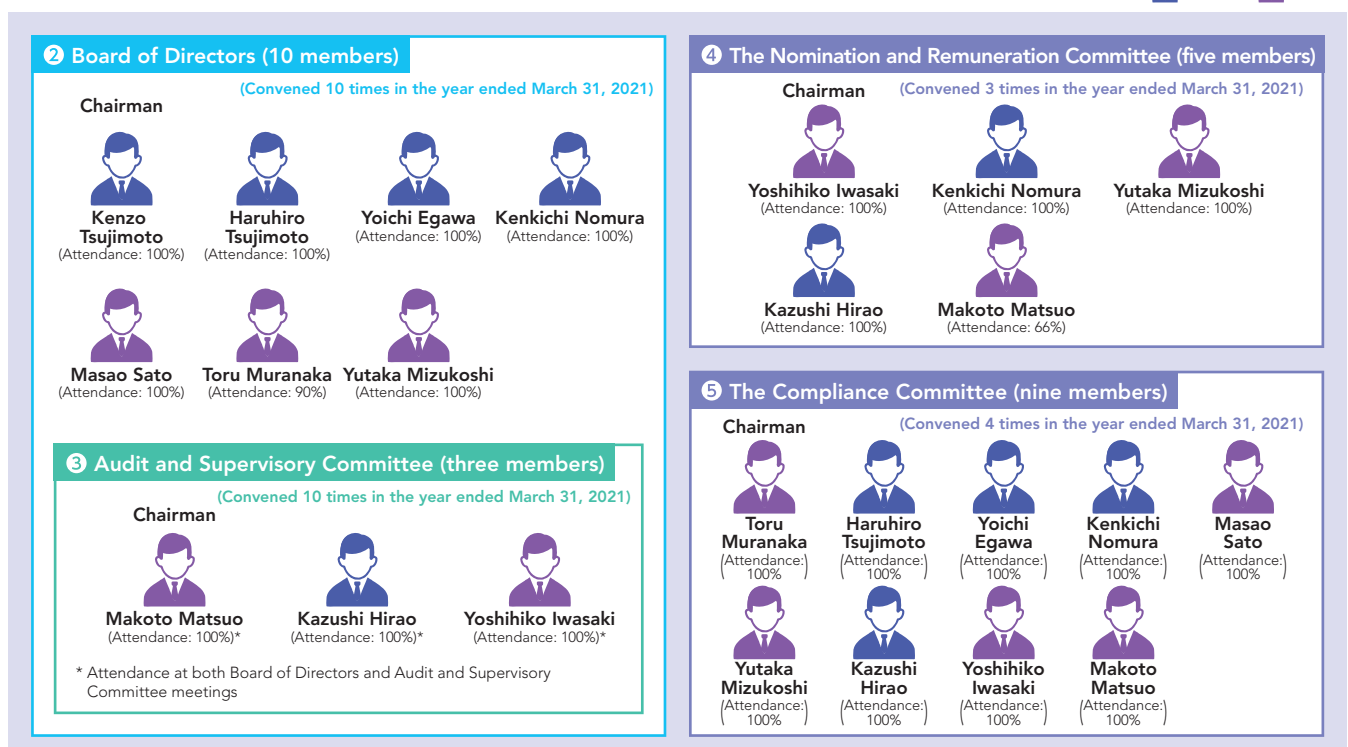 ❷ Board of Directors (10 members)
(Convened 10 times in the year ended March 31, 2021)
Chairman
Kenzo
Tsujimoto
(Attendance: 100%)
Haruhiro
Tsujimoto
(Attendance: 100%)
Yoichi Egawa
(Attendance: 100%)
Kenkichi Nomura
(Attendance: 100%)
Masao Sato
(Attendance: 100%)
Toru Muranaka
(Attendance: 90%)
Yutaka Mizukoshi
(Attendance: 100%)
❸ Audit and Supervisory Committee (three members)
(Convened 10 times in the year ended March 31, 2021)
Chairman
Makoto Matsuo
(Attendance: 100%)*
Kazushi Hirao
(Attendance: 100%)*
Yoshihiko Iwasaki
(Attendance: 100%)*
* Attendance at both Board of Directors and Audit and Supervisory
Committee meetings
❹ The Nomination and Remuneration Committee (five members)
(Convened 3 times in the year ended March 31, 2021)
Chairman
Yoshihiko Iwasaki
(Attendance: 100%)
Kenkichi Nomura
(Attendance: 100%)
Yutaka Mizukoshi
(Attendance: 100%)
Kazushi Hirao
(Attendance: 100%)
Makoto Matsuo
(Attendance: 66%)
❺ The Compliance Committee (nine members)
(Convened 4 times in the year ended March 31, 2021)
Chairman
Toru
Muranaka
(Attendance:
100%)
Haruhiro
Tsujimoto
(Attendance:
100%)
Yoichi
Egawa
(Attendance:
100%)
Kenkichi
Nomura
(Attendance:
100%)
Masao
Sato
(Attendance:
100%)
Yutaka
Mizukoshi
(Attendance:
100%)
Kazushi
Hirao
(Attendance:
100%)
Yoshihiko
Iwasaki
(Attendance:
100%)
Makoto
Matsuo
(Attendance:
100%)